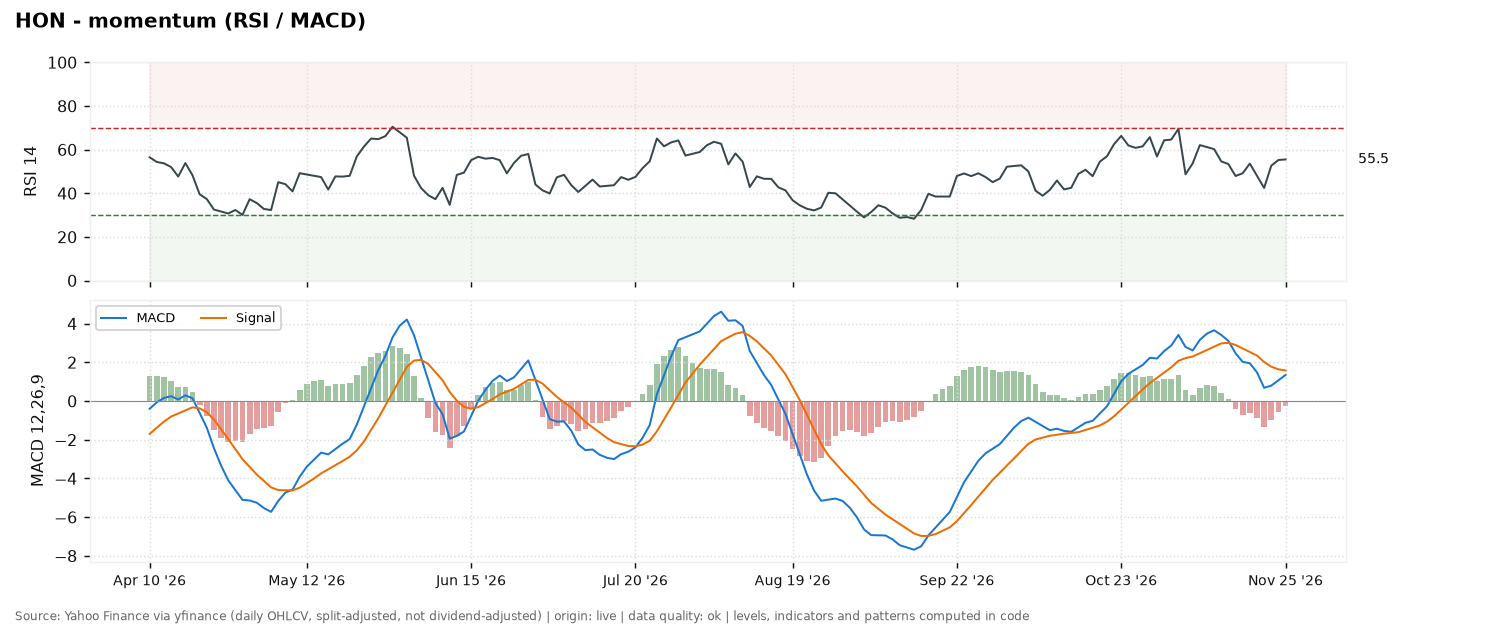 HON - momentum (RSI / MACD)
100
80
60
40
20
0
RSI 14
55.5
MACD
Signal
4
2
0
−2
−4
−6
−8
MACD 12,26,9
Apr 10 '26
May 12 '26
Jun 15 '26
Jul 20 '26
Aug 19 '26
Sep 22 '26
Oct 23 '26
Nov 25 '26
Source: Yahoo Finance via yfinance (daily OHLCV, split-adjusted, not dividend-adjusted) | origin: live | data quality: ok | levels, indicators and patterns computed in code